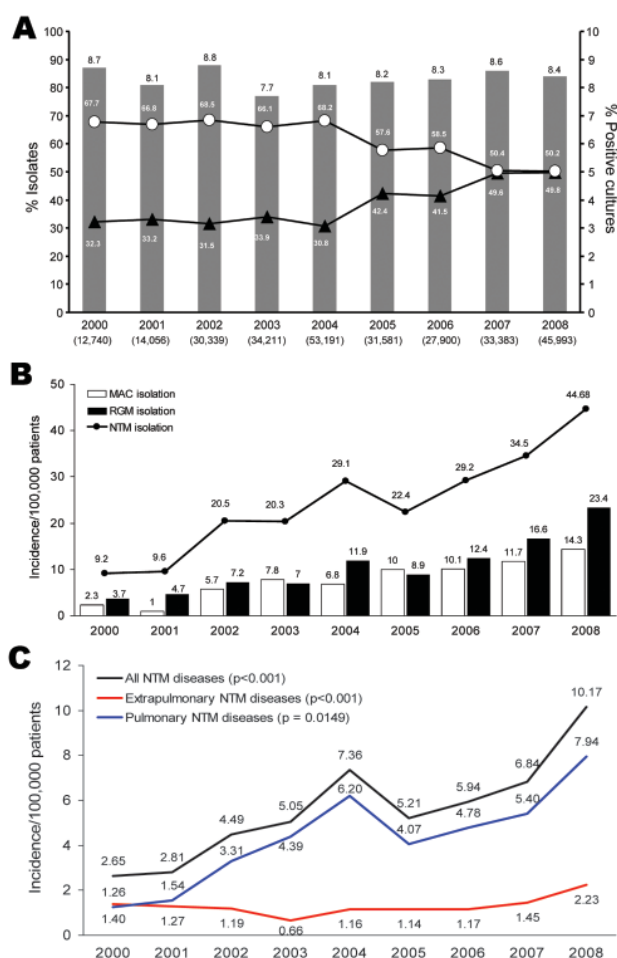 A
8.7 8.1 8.8 7.7 8.1 8.2 8.3 8.6 8.4
67.7 66.8 68.5 66.1 68.2 57.6 58.5 50.4 50.2
32.3 33.2 31.5 33.9 30.8 42.4 41.5 49.6 49.8
% Isolates
100
90
80
70
60
50
40
30
20
10
0
% Positive cultures
10
9
8
7
6
5
4
3
2
1
0
2000 2001 2002 2003 2004 2005 2006 2007 2008
(12,740) (14,056) (30,339) (34,211) (53,191) (31,581) (27,900) (33,383) (45,993)
B
MAC isolation
RGM isolation
NTM isolation
Incidence/100,000 patients
50
40
30
20
10
0
9.2 9.6 20.5 20.3 29.1 22.4 29.2 34.5 44.68
2.3 3.7 1 4.7 5.7 7.2 7.8 7 6.8 11.9 10 8.9 10.1 12.4 11.7 16.6 14.3 23.4
2000 2001 2002 2003 2004 2005 2006 2007 2008
C
All NTM diseases (p<0.001)
Extrapulmonary NTM diseases (p<0.001)
Pulmonary NTM diseases (p = 0.0149)
Incidence/100,000 patients
12
10
8
6
4
2
0
2.65 2.81 4.49 5.05 7.36 5.21 5.94 6.84 10.17
1.26 1.54 3.31 4.39 6.20 4.07 4.78 5.40 7.94
1.40 1.27 1.19 0.66 1.16 1.14 1.17 1.45 2.23
2000 2001 2002 2003 2004 2005 2006 2007 2008